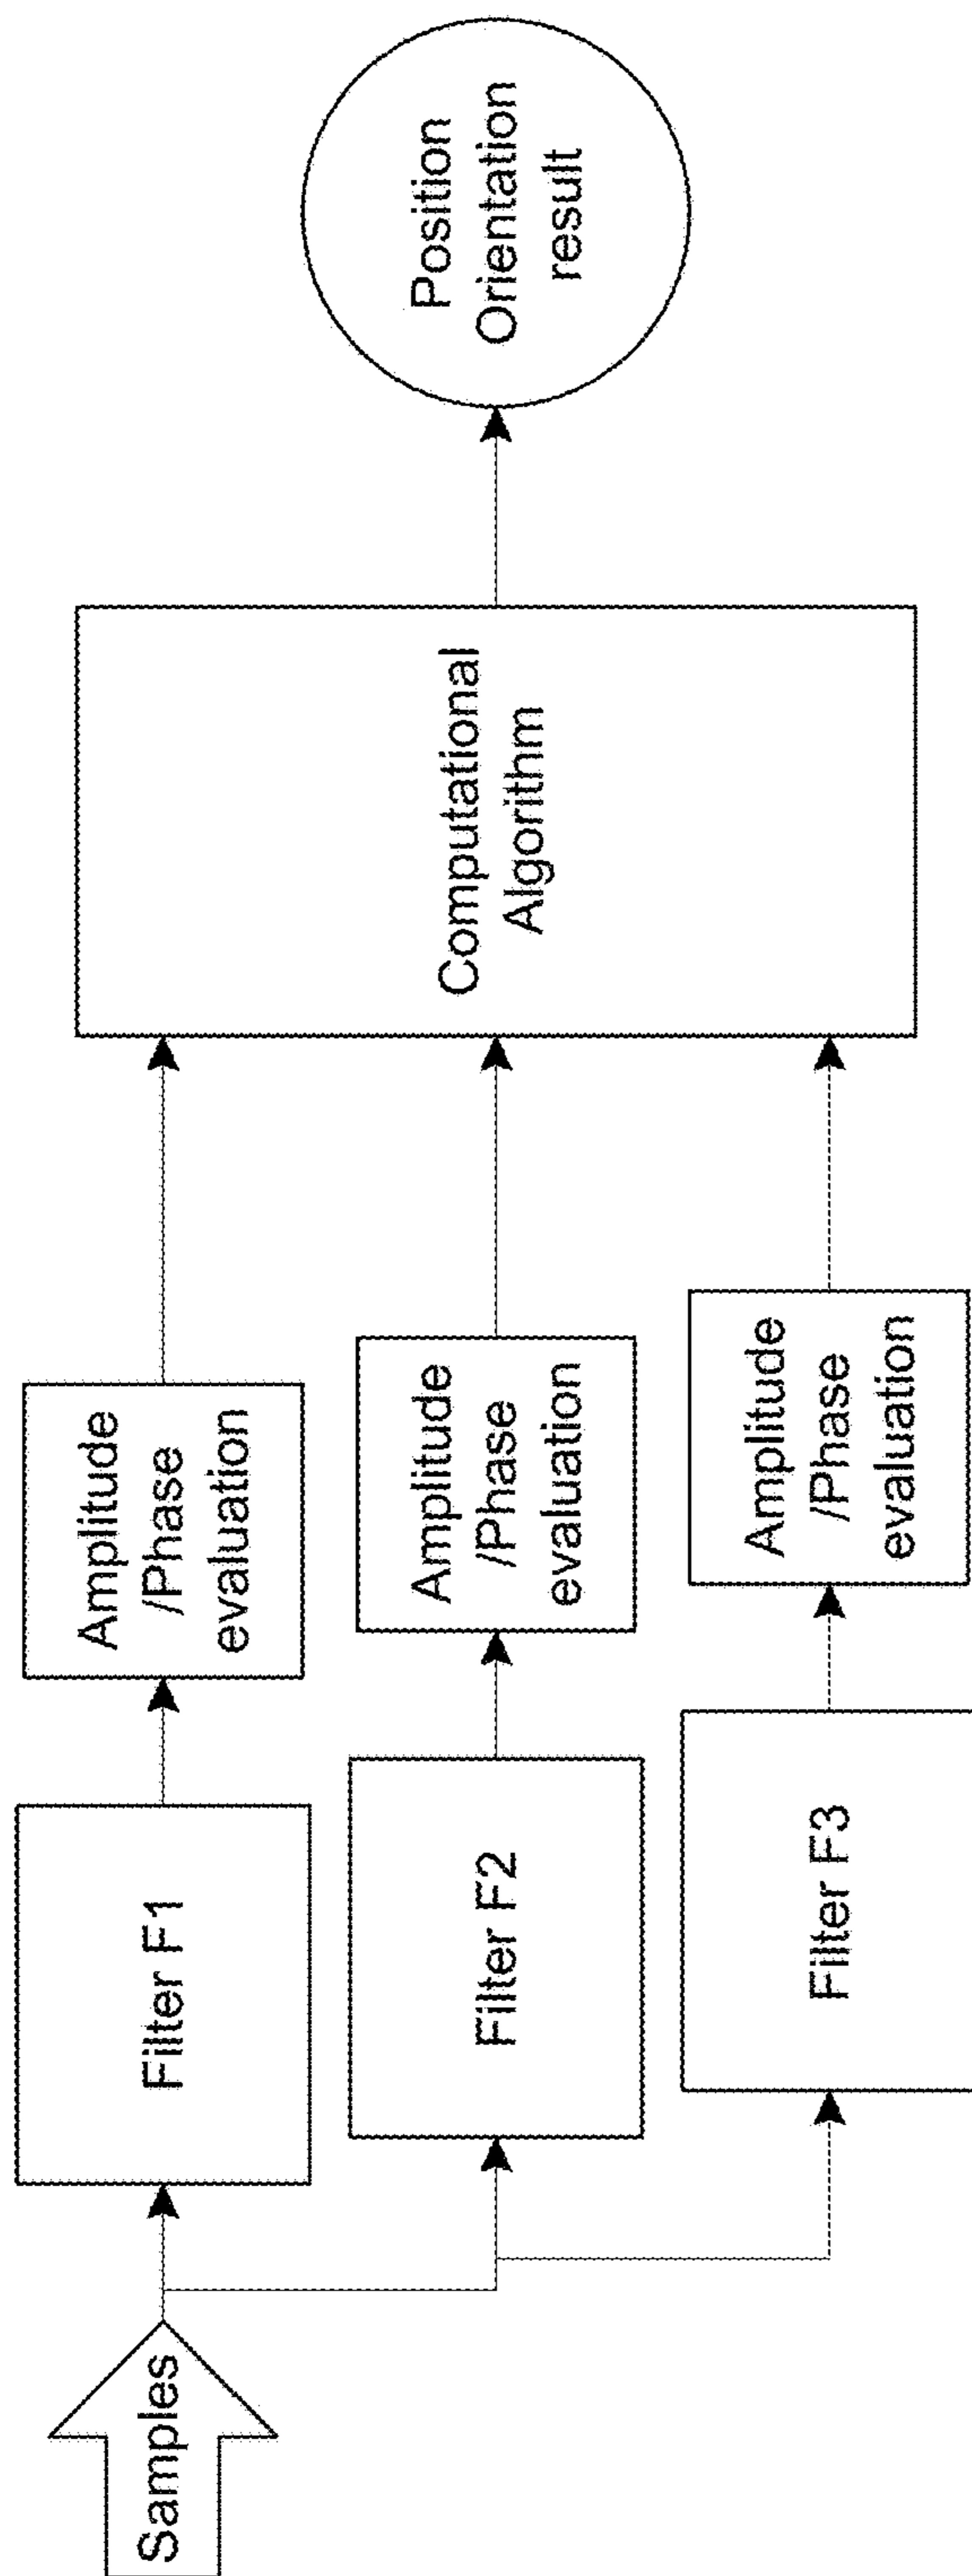 Samples
Filter F1
Amplitude
/Phase
evaluation
Filter F2
Amplitude
/Phase
evaluation
Filter F3
Amplitude
/Phase
evaluation
Computational
Algorithm
Position
Orientation
result